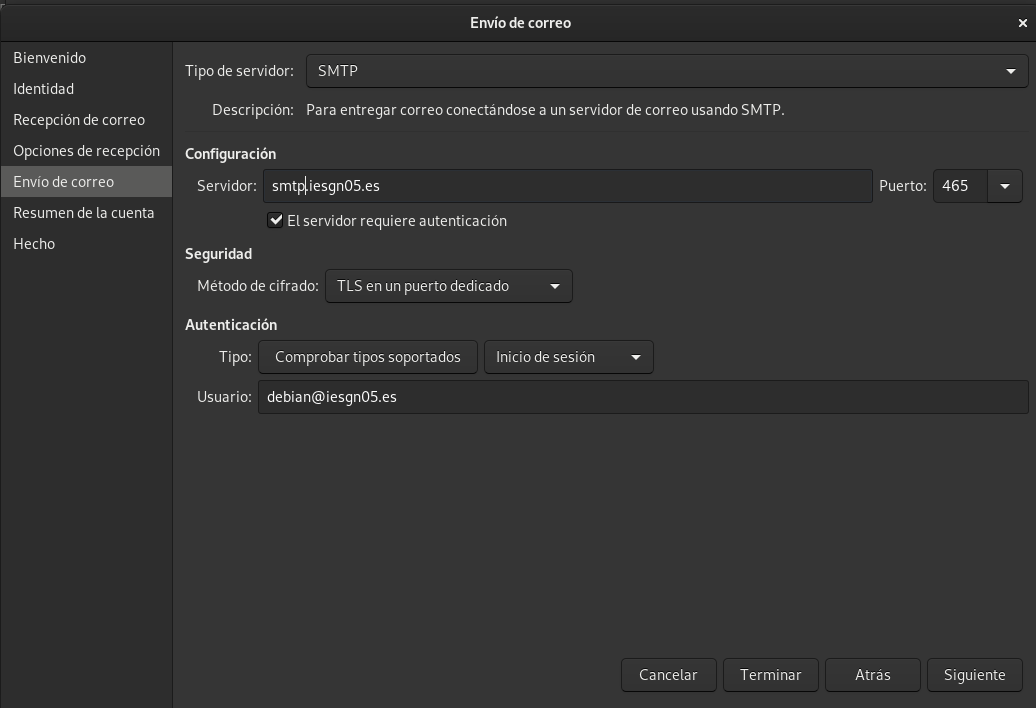 Envío de correo
Bienvenido
Identidad
Recepción de correo
Opciones de recepción
Envío de correo
Resumen de la cuenta
Hecho
Tipo de servidor: SMTP
Descripción: Para entregar correo conectándose a un servidor de correo usando SMTP.
Configuración
Servidor: smtp.iesgn05.es Puerto: 465
El servidor requiere autenticación
Seguridad
Método de cifrado: TLS en un puerto dedicado
Autenticación
Tipo: Comprobar tipos soportados Inicio de sesión
Usuario: debian@iesgn05.es
Cancelar Terminar Atrás Siguiente